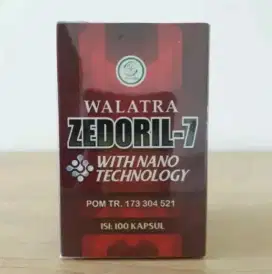 WALATRA
ZEDORIL-7
WITH NANO
TECHNOLOGY
POM TR. 173 304 521
ISI: 100 KAPSUL